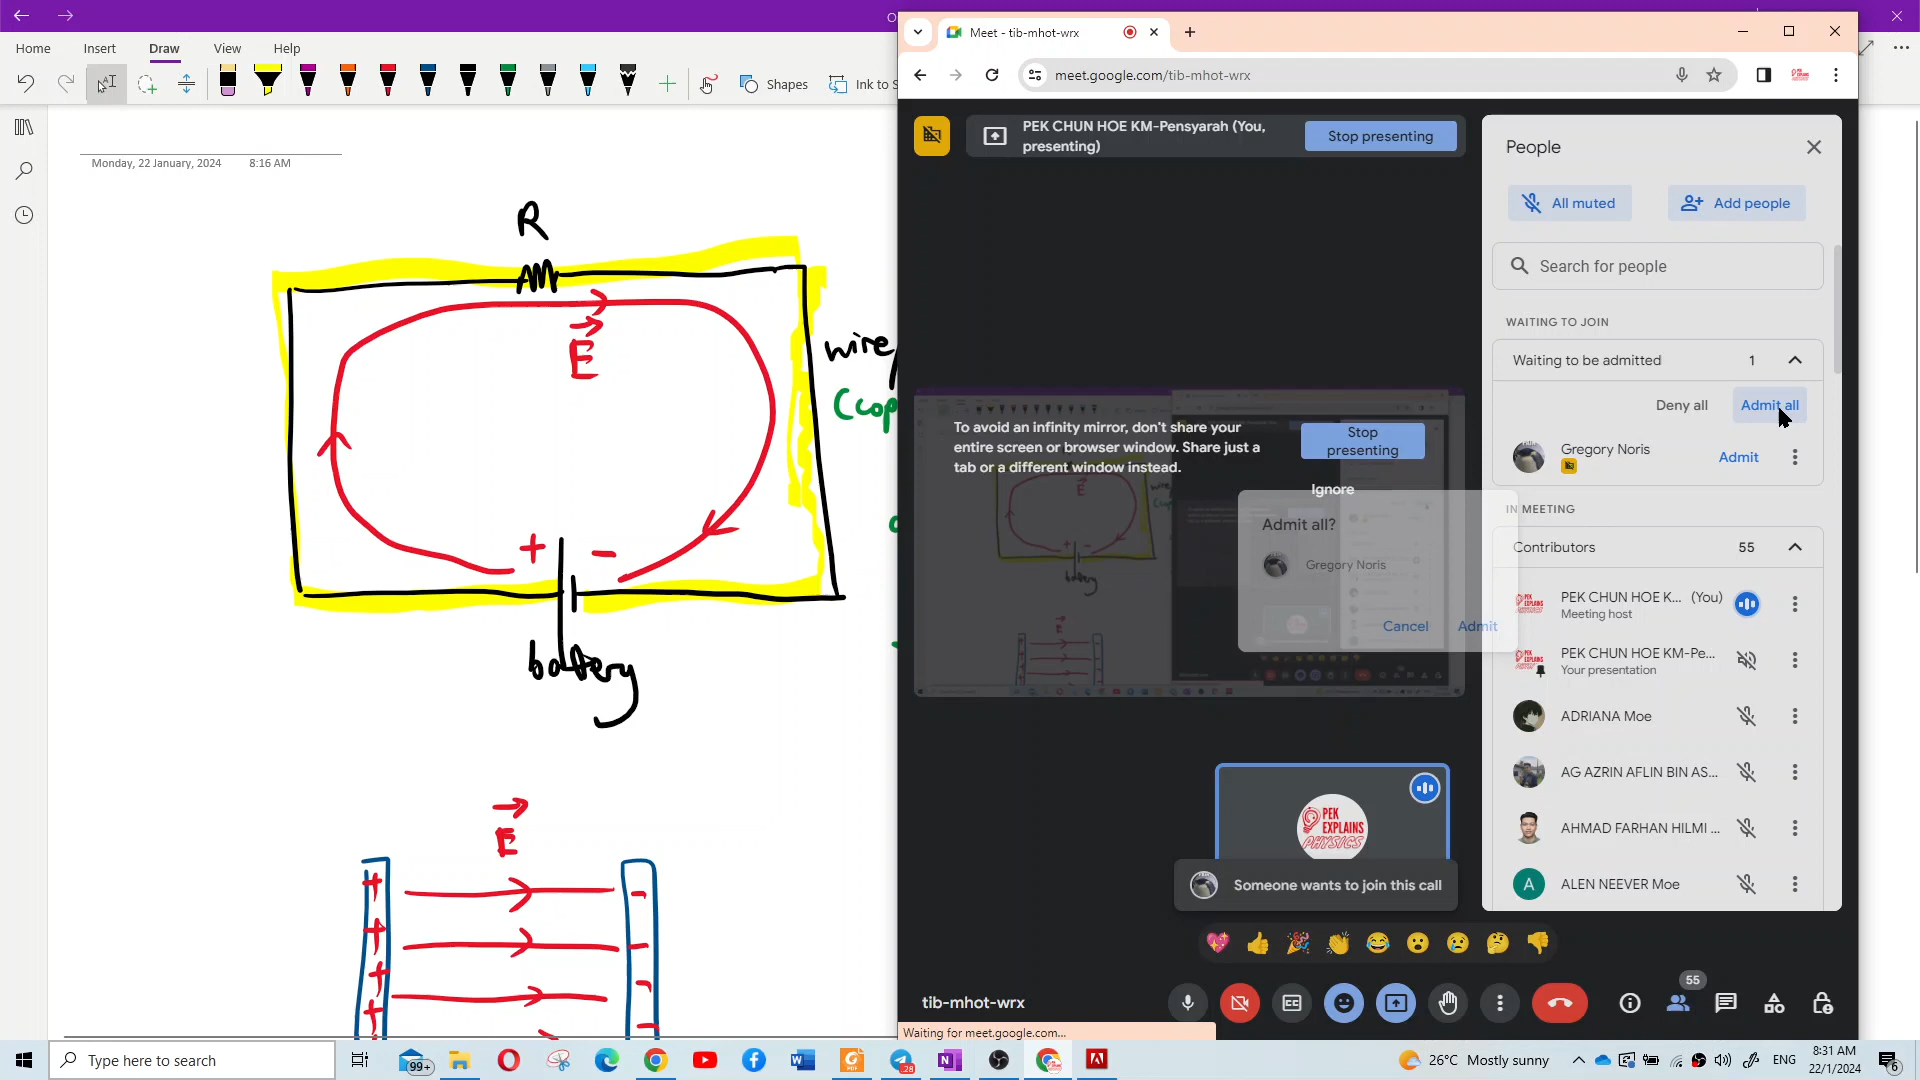 Home Insert Draw View Help
Shapes
Ink to S
Monday, 22 January, 2024 8:16 AM
R
E
wire,
(cop
+ -
battery
E
+ -
+ -
+ -
+ -
Meet - tib-mhot-wrx
meet.google.com/tib-mhot-wrx
PEK CHUN HOE KM-Pensyarah (You,
presenting)
Stop presenting
To avoid an infinity mirror, don't share your
entire screen or browser window. Share just a
tab or a different window instead.
Stop
presenting
Ignore
Admit all?
Gregory Noris
Cancel Admit
PEK
EXPLAINS
PHYSICS
Someone wants to join this call
People
All muted
Add people
Search for people
WAITING TO JOIN
Waiting to be admitted 1
Deny all Admit all
Gregory Noris
Admit
IN MEETING
Contributors 55
PEK CHUN HOE K... (You)
Meeting host
PEK CHUN HOE KM-Pe...
Your presentation
ADRIANA Moe
AG AZRIN AFLIN BIN AS...
AHMAD FARHAN HILMI ...
A
ALEN NEEVER Moe
tib-mhot-wrx
55
Waiting for meet.google.com...
Type here to search
99+
28
26°C Mostly sunny
ENG
8:31 AM
22/1/2024
6